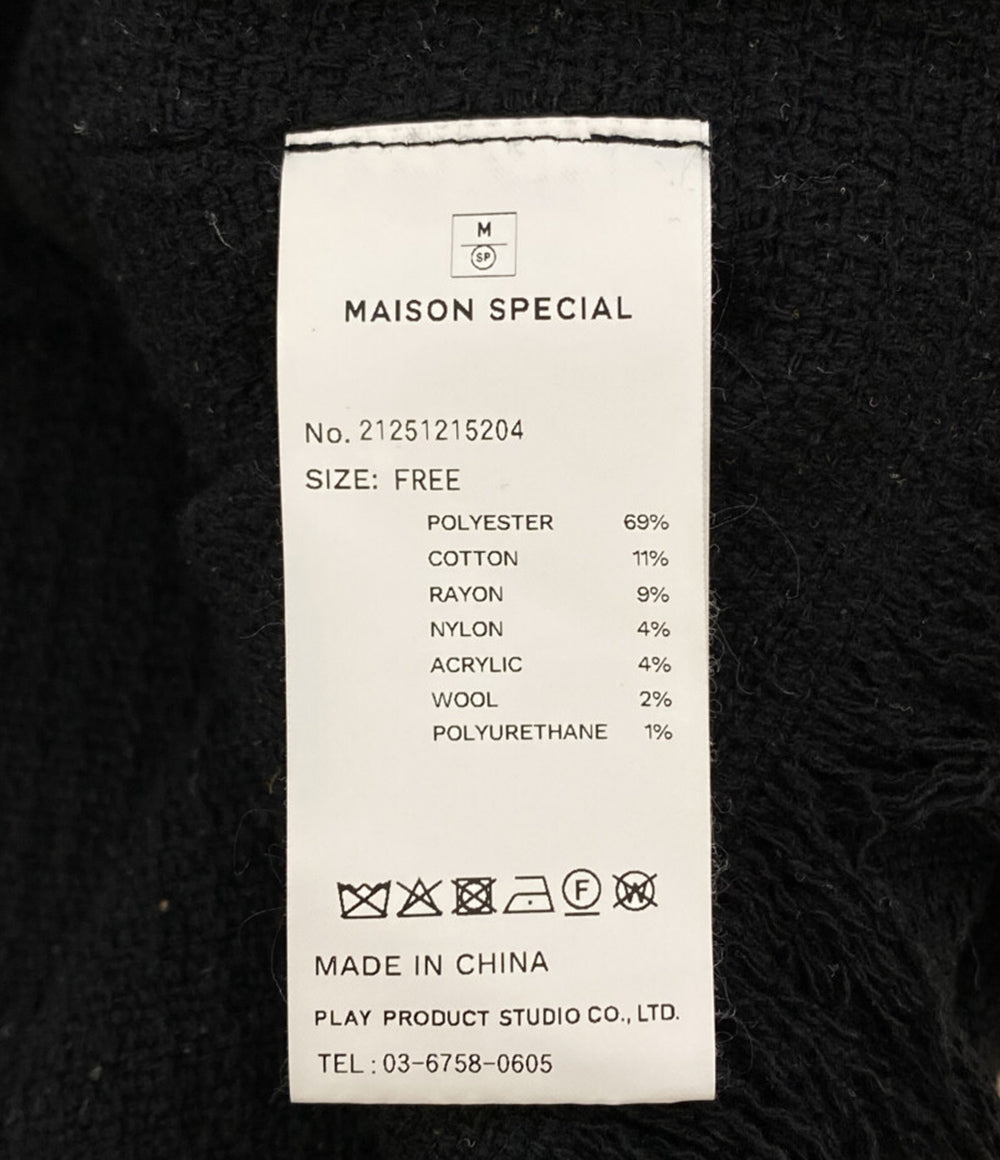 M
SP
MAISON SPECIAL
No. 21251215204
SIZE: FREE
POLYESTER 69%
COTTON 11%
RAYON 9%
NYLON 4%
ACRYLIC 4%
WOOL 2%
POLYURETHANE 1%
F W
MADE IN CHINA
PLAY PRODUCT STUDIO CO., LTD.
TEL : 03-6758-0605